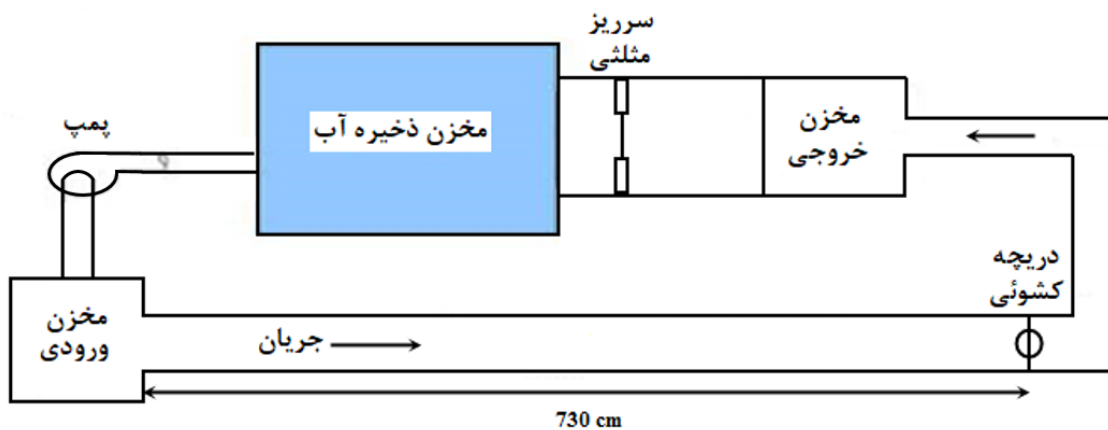 سرریز
مثلثی
پمپ
مخزن ذخیره آب
مخزن
خروجی
دریچه
کشوئی
مخزن
ورودی
جریان
730 cm